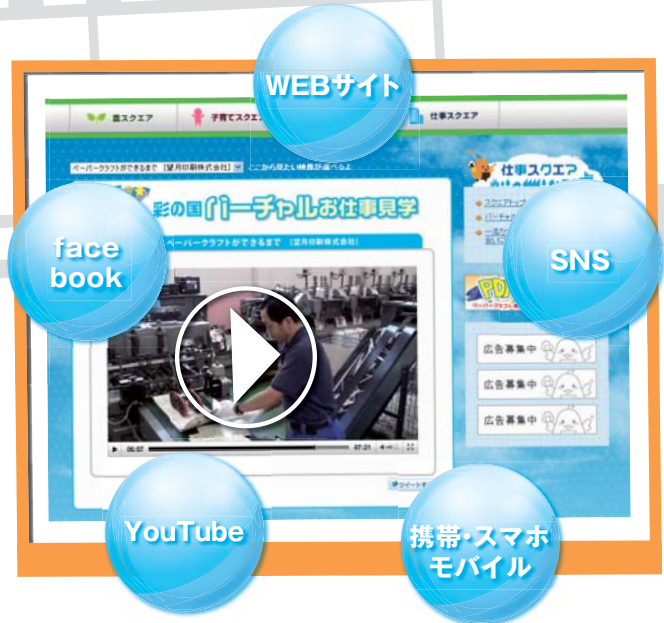 WEBサイト
農スクエア
子育てスクエ
仕事スクエア
ペーパークラフトができるまで [望月印刷株式会社]
ここから見たい映像が選べるよ
仕事スクエア
彩の国バーチャルお仕事見学
ペーパークラフトができるまで [望月印刷株式会社]
face
book
SNS
広告募集中
広告募集中
広告募集中
06:07
07:21
YouTube
携帯・スマホ
モバイル